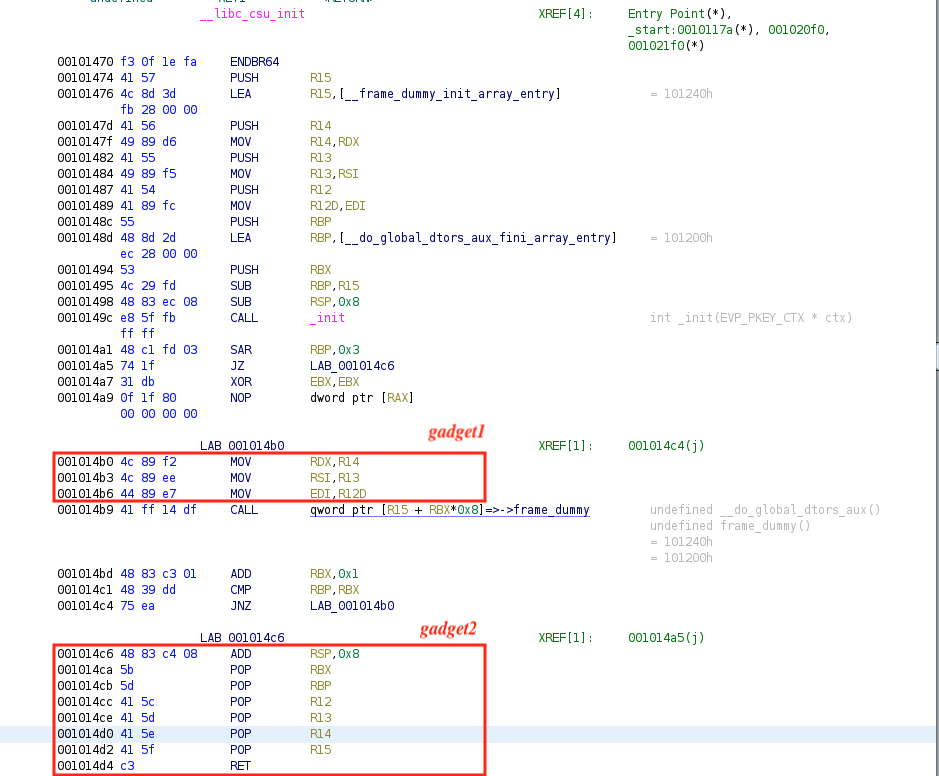 __libc_csu_init XREF[4]: Entry Point(*),
_start:0010117a(*), 001020f0,
001021f0(*)
00101470 f3 0f 1e fa ENDBR64
00101474 41 57 PUSH R15
00101476 4c 8d 3d LEA R15,[__frame_dummy_init_array_entry] = 101240h
fb 28 00 00
0010147d 41 56 PUSH R14
0010147f 49 89 d6 MOV R14,RDX
00101482 41 55 PUSH R13
00101484 49 89 f5 MOV R13,RSI
00101487 41 54 PUSH R12
00101489 41 89 fc MOV R12D,EDI
0010148c 55 PUSH RBP
0010148d 48 8d 2d LEA RBP,[__do_global_dtors_aux_fini_array_entry] = 101200h
ec 28 00 00
00101494 53 PUSH RBX
00101495 4c 29 fd SUB RBP,R15
00101498 48 83 ec 08 SUB RSP,0x8
0010149c e8 5f fb CALL _init int _init(EVP_PKEY_CTX * ctx)
ff ff
001014a1 48 c1 fd 03 SAR RBP,0x3
001014a5 74 1f JZ LAB_001014c6
001014a7 31 db XOR EBX,EBX
001014a9 0f 1f 80 NOP dword ptr [RAX]
00 00 00 00
gadget1
LAB_001014b0 XREF[1]: 001014c4(j)
001014b0 4c 89 f2 MOV RDX,R14
001014b3 4c 89 ee MOV RSI,R13
001014b6 44 89 e7 MOV EDI,R12D
001014b9 41 ff 14 df CALL qword ptr [R15 + RBX*0x8]=>->frame_dummy undefined __do_global_dtors_aux()
undefined frame_dummy()
= 101240h
= 101200h
001014bd 48 83 c3 01 ADD RBX,0x1
001014c1 48 39 dd CMP RBP,RBX
001014c4 75 ea JNZ LAB_001014b0
gadget2
LAB_001014c6 XREF[1]: 001014a5(j)
001014c6 48 83 c4 08 ADD RSP,0x8
001014ca 5b POP RBX
001014cb 5d POP RBP
001014cc 41 5c POP R12
001014ce 41 5d POP R13
001014d0 41 5e POP R14
001014d2 41 5f POP R15
001014d4 c3 RET